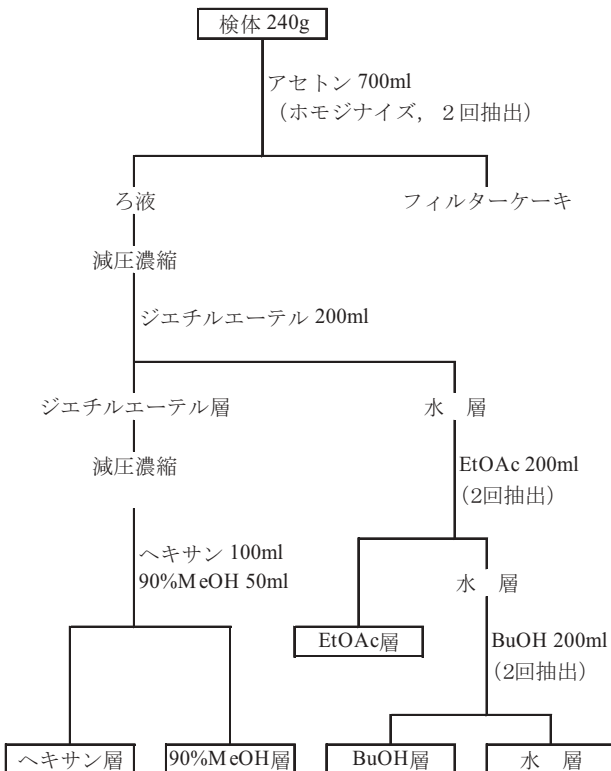 検体 240g
アセトン 700ml
（ホモジナイズ，２回抽出）
ろ液
フィルターケーキ
減圧濃縮
ジエチルエーテル 200ml
ジエチルエーテル層
水　層
減圧濃縮
EtOAc 200ml
（2回抽出）
ヘキサン 100ml
90%MeOH 50ml
水　層
EtOAc層
BuOH 200ml
（2回抽出）
ヘキサン層
90%MeOH層
BuOH層
水　層